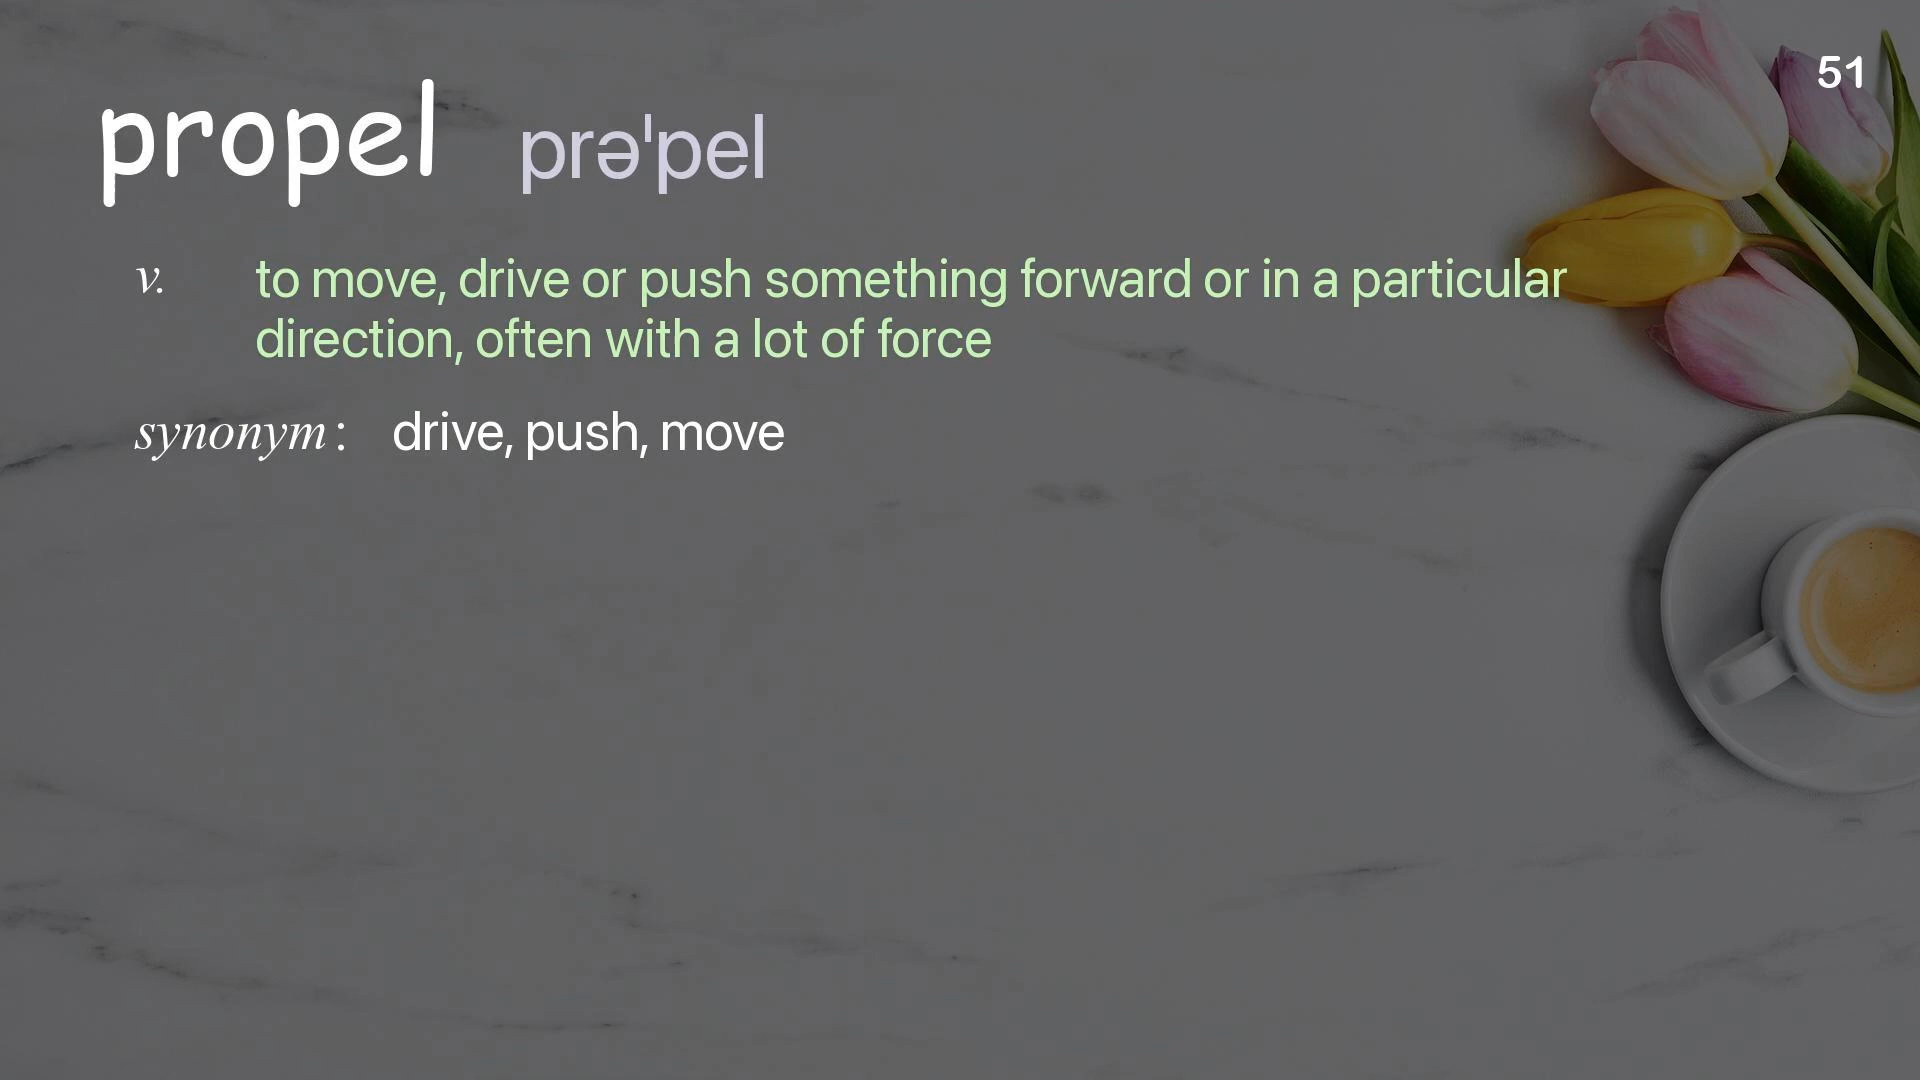 51
propel prəˈpel
v. to move, drive or push something forward or in a particular
direction, often with a lot of force
synonym: drive, push, move